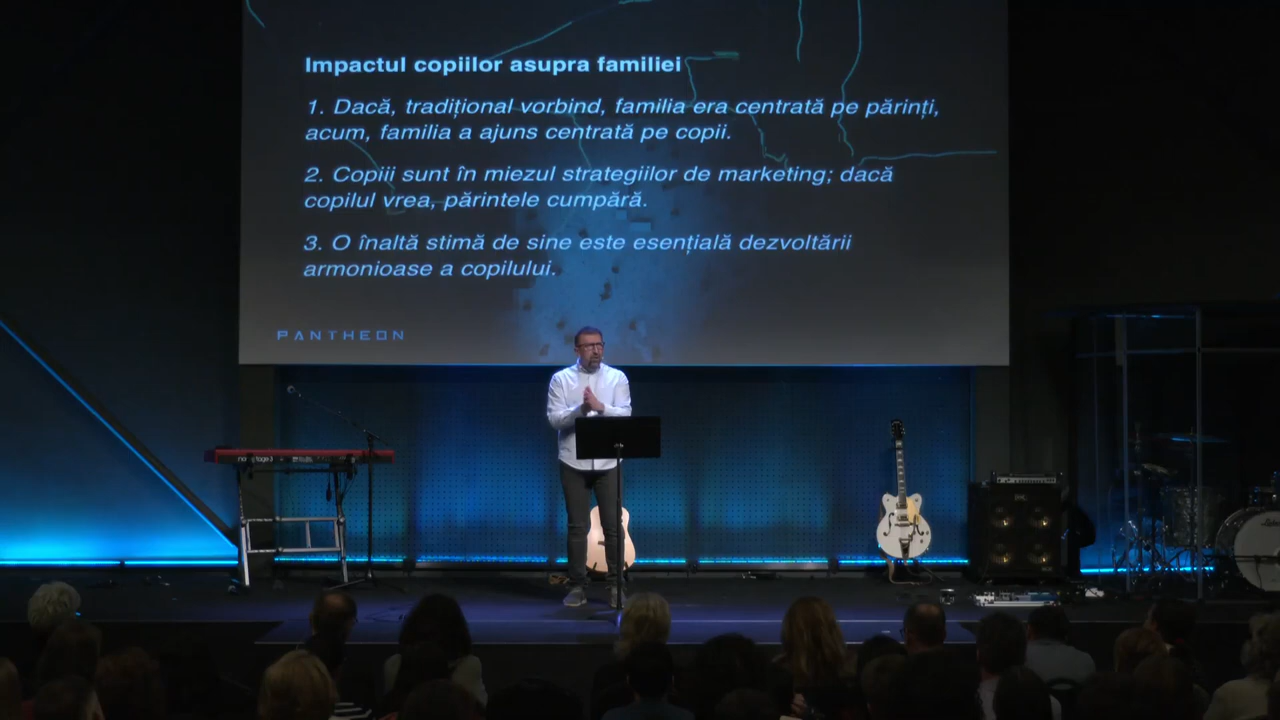 Impactul copiilor asupra familiei
1. Dacă, tradițional vorbind, familia era centrată pe părinți,
acum, familia a ajuns centrată pe copii.
2. Copiii sunt în miezul strategiilor de marketing; dacă
copilul vrea, părintele cumpără.
3. O înaltă stimă de sine este esențială dezvoltării
armonioase a copilului.
PANTHEON